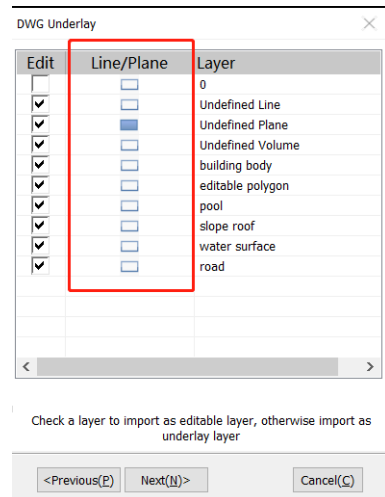 DWG Underlay
Edit Line/Plane Layer
0
Undefined Line
Undefined Plane
Undefined Volume
building body
editable polygon
pool
slope roof
water surface
road
Check a layer to import as editable layer, otherwise import as
underlay layer
<Previous(P) Next(N)> Cancel(C)